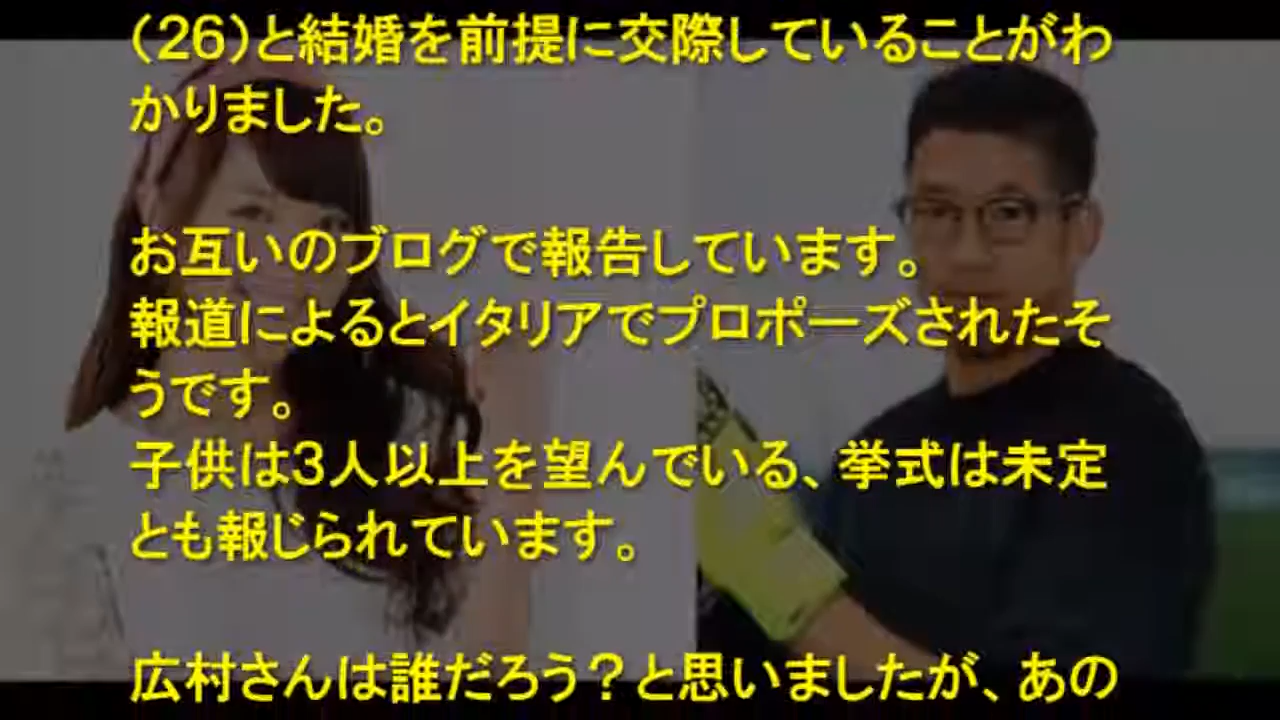 （26）と結婚を前提に交際していることがわ
かりました。
お互いのブログで報告しています。
報道によるとイタリアでプロポーズされたそ
うです。
子供は3人以上を望んでいる、挙式は未定
とも報じられています。
広村さんは誰だろう？と思いましたが、あの